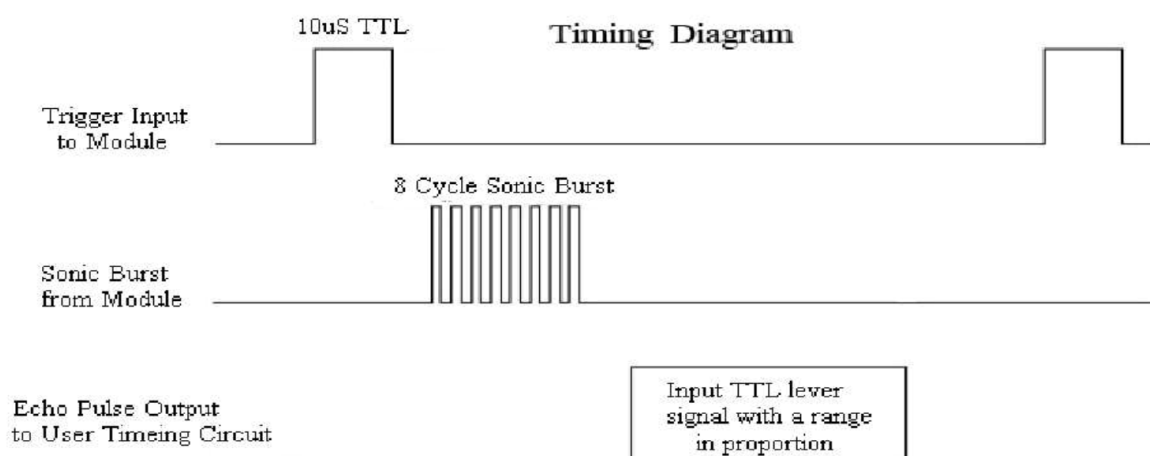 10uS TTL
Timing Diagram
Trigger Input
to Module
8 Cycle Sonic Burst
Sonic Burst
from Module
Echo Pulse Output
to User Timeing Circuit
Input TTL lever
signal with a range
in proportion